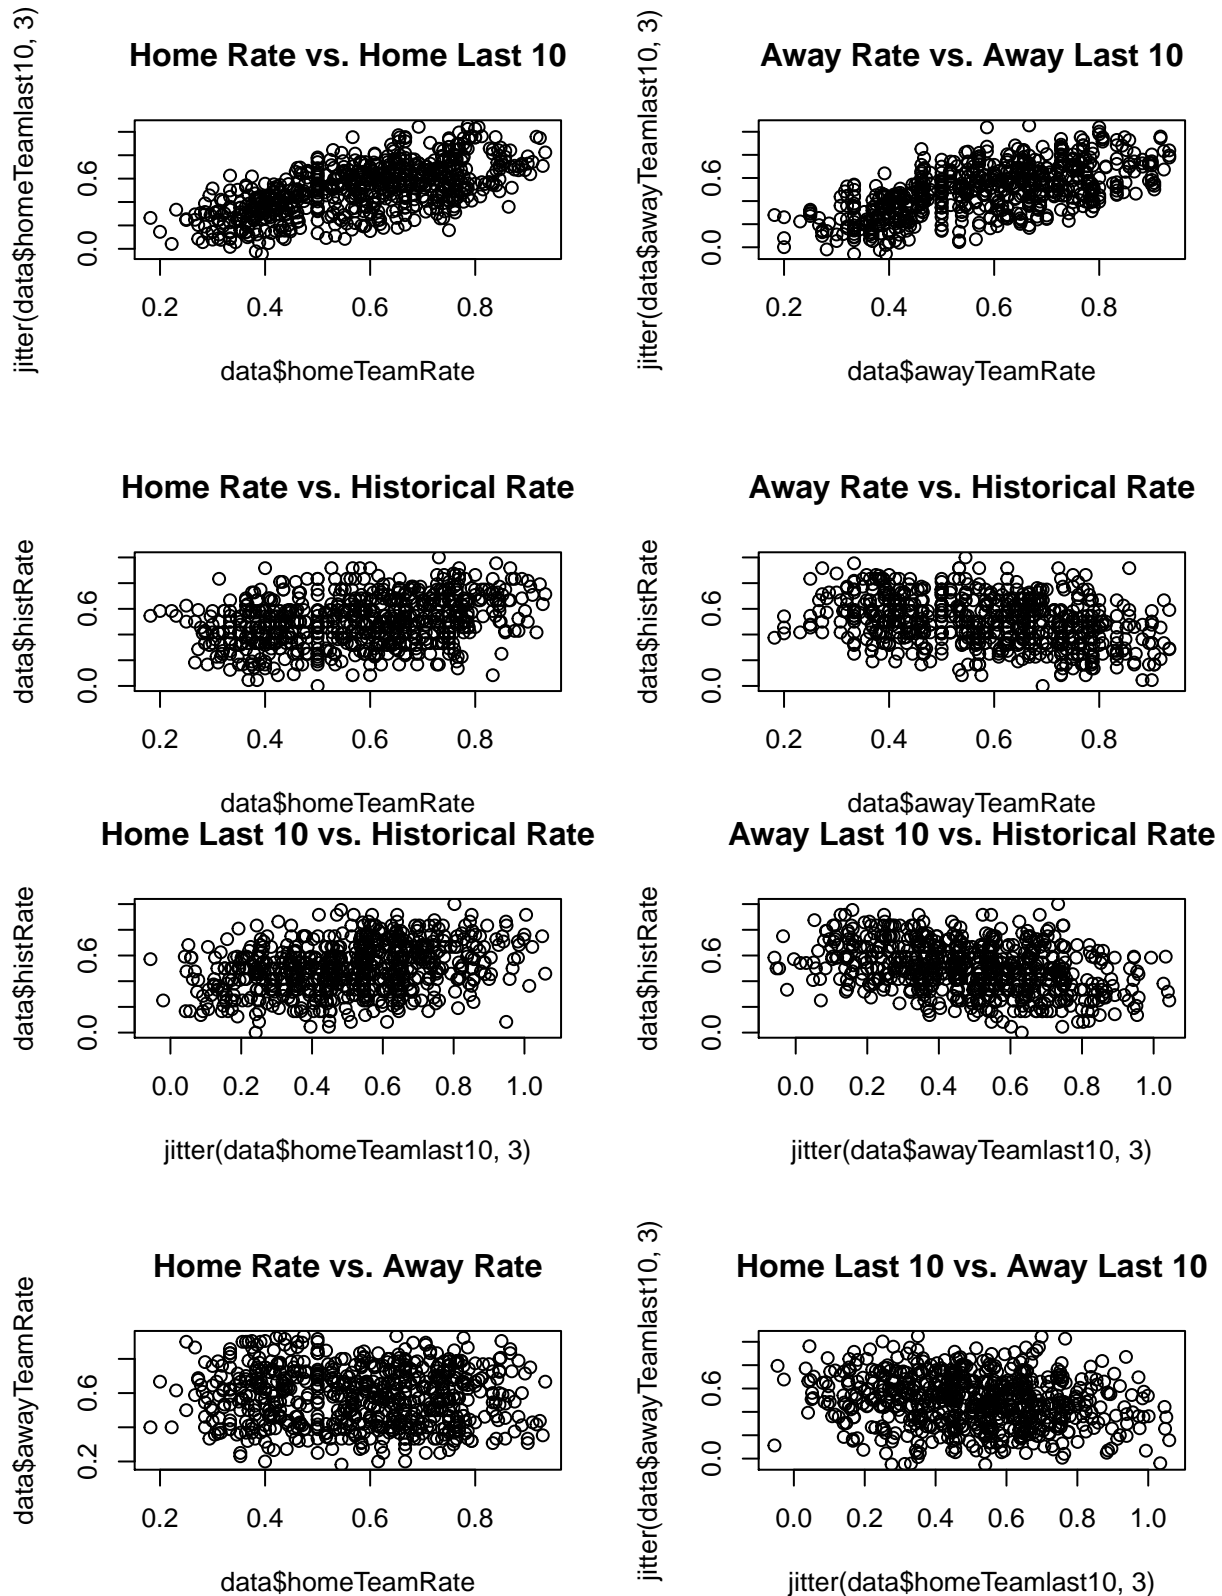 Home Rate vs. Home Last 10
jitter(data$homeTeamlast10, 3)
0.6
0.0
0.2 0.4 0.6 0.8
data$homeTeamRate
Away Rate vs. Away Last 10
jitter(data$awayTeamlast10, 3)
0.6
0.0
0.2 0.4 0.6 0.8
data$awayTeamRate
Home Rate vs. Historical Rate
data$histRate
0.6
0.0
0.2 0.4 0.6 0.8
data$homeTeamRate
Away Rate vs. Historical Rate
data$histRate
0.6
0.0
0.2 0.4 0.6 0.8
data$awayTeamRate
Home Last 10 vs. Historical Rate
data$histRate
0.6
0.0
0.0 0.2 0.4 0.6 0.8 1.0
jitter(data$homeTeamlast10, 3)
Away Last 10 vs. Historical Rate
data$histRate
0.6
0.0
0.0 0.2 0.4 0.6 0.8 1.0
jitter(data$awayTeamlast10, 3)
Home Rate vs. Away Rate
data$awayTeamRate
0.6
0.2
0.2 0.4 0.6 0.8
data$homeTeamRate
Home Last 10 vs. Away Last 10
jitter(data$awayTeamlast10, 3)
0.6
0.0
0.0 0.2 0.4 0.6 0.8 1.0
jitter(data$homeTeamlast10, 3)